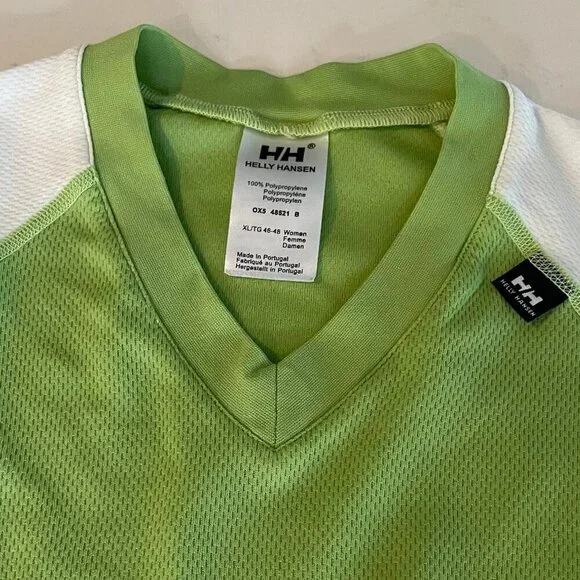 HH®
HELLY HANSEN
100% Polypropylene
Polypropylène
Polypropylen
OX5 48521 B
XL/TG 46-48 Women
Femme
Damen
Made in Portugal
Fabriqué au Portugal
Hergestellt in Portugal
HH
HELLY HANSEN